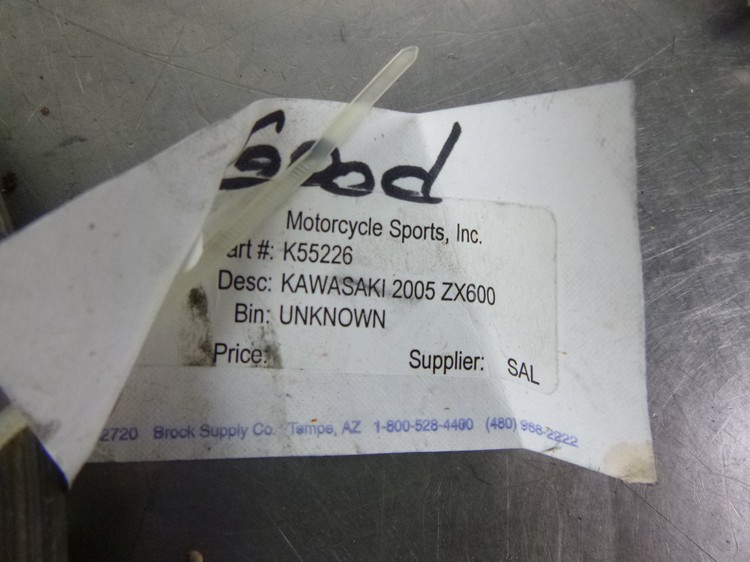 Good
Motorcycle Sports, Inc.
art #: K55226
Desc: KAWASAKI 2005 ZX600
Bin: UNKNOWN
Price: Supplier: SAL
2720 Brock Supply Co. Tempe, AZ 1-800-528-4400 (480) 968-2222